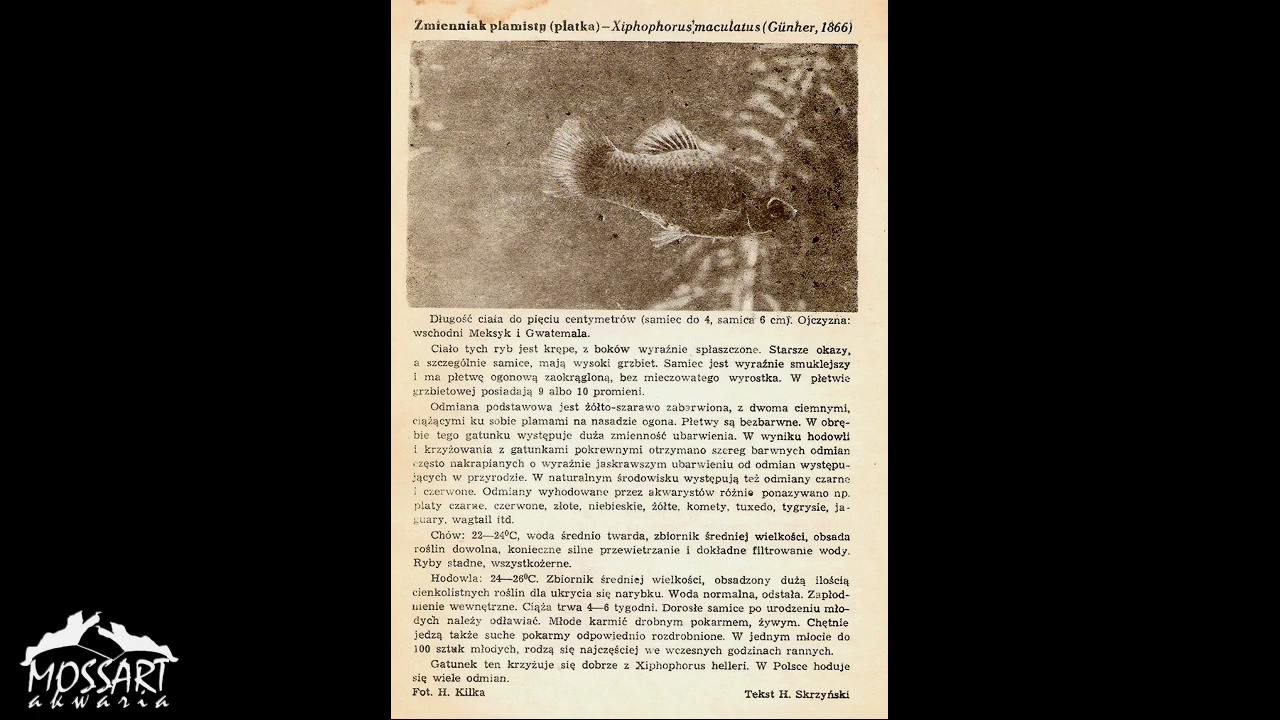 Zmienniak plamisty (platka) – Xiphophorus maculatus (Günher, 1866)
Długość ciała do pięciu centymetrów (samiec do 4, samica 6 cm). Ojczyzna:
wschodni Meksyk i Gwatemala.
Ciało tych ryb jest krępe, z boków wyraźnie spłaszczone. Starsze okazy,
a szczególnie samice, mają wysoki grzbiet. Samiec jest wyraźnie smuklejszy
i ma płetwę ogonową zaokrągloną, bez mieczowatego wyrostka. W płetwie
grzbietowej posiadają 9 albo 10 promieni.
Odmiana podstawowa jest żółto-szarawo zabarwiona, z dwoma ciemnymi,
ciążącymi ku sobie plamami na nasadzie ogona. Płetwy są bezbarwne. W obrę-
bie tego gatunku występuje duża zmienność ubarwienia. W wyniku hodowli
i krzyżowania z gatunkami pokrewnymi otrzymano szereg barwnych odmian
często nakrapianych o wyraźnie jaskrawszym ubarwieniu od odmian występu-
jących w przyrodzie. W naturalnym środowisku występują też odmiany czarne
i czerwone. Odmiany wyhodowane przez akwarystów różnie ponazywano np.
platy czarne, czerwone, złote, niebieskie, żółte, komety, tuxedo, tygrysie, ja-
guary, wagtail itd.
Chów: 22—24°C, woda średnio twarda, zbiornik średniej wielkości, obsada
roślin dowolna, konieczne silne przewietrzanie i dokładne filtrowanie wody.
Ryby stadne, wszystkożerne.
Hodowla: 24—26°C. Zbiornik średniej wielkości, obsadzony dużą ilością
cienkolistnych roślin dla ukrycia się narybku. Woda normalna, odstała. Zapłod-
nienie wewnętrzne. Ciąża trwa 4—6 tygodni. Dorosłe samice po urodzeniu mło-
dych należy odławiać. Młode karmić drobnym pokarmem, żywym. Chętnie
jedzą także suche pokarmy odpowiednio rozdrobnione. W jednym miocie do
100 sztuk młodych, rodzą się najczęściej we wczesnych godzinach rannych.
Gatunek ten krzyżuje się dobrze z Xiphophorus helleri. W Polsce hoduje
się wiele odmian.
Fot. H. Kilka Tekst H. Skrzyński
MOSSART
akwaria